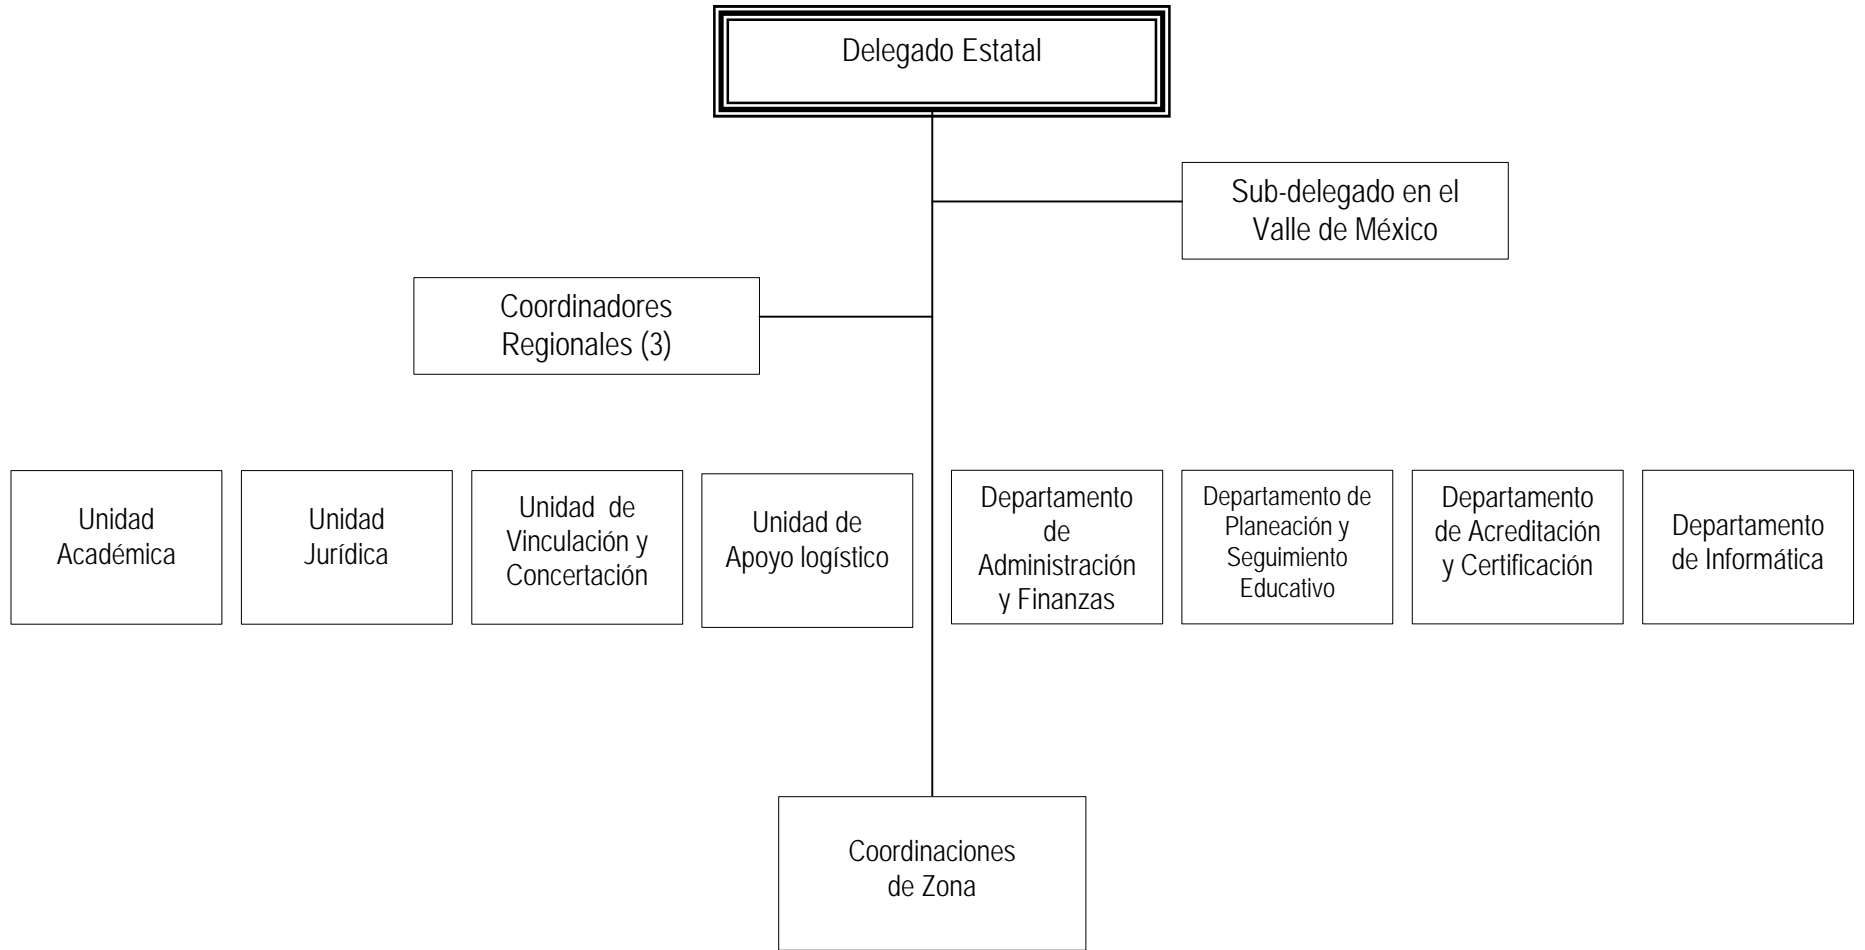 Delegado Estatal
Sub-delegado en el
Valle de México
Coordinadores
Regionales (3)
Unidad
Académica
Unidad
Jurídica
Unidad de
Vinculación y
Concertación
Unidad de
Apoyo logístico
Departamento
de
Administración
y Finanzas
Departamento de
Planeación y
Seguimiento
Educativo
Departamento
de Acreditación
y Certificación
Departamento
de Informática
Coordinaciones
de Zona